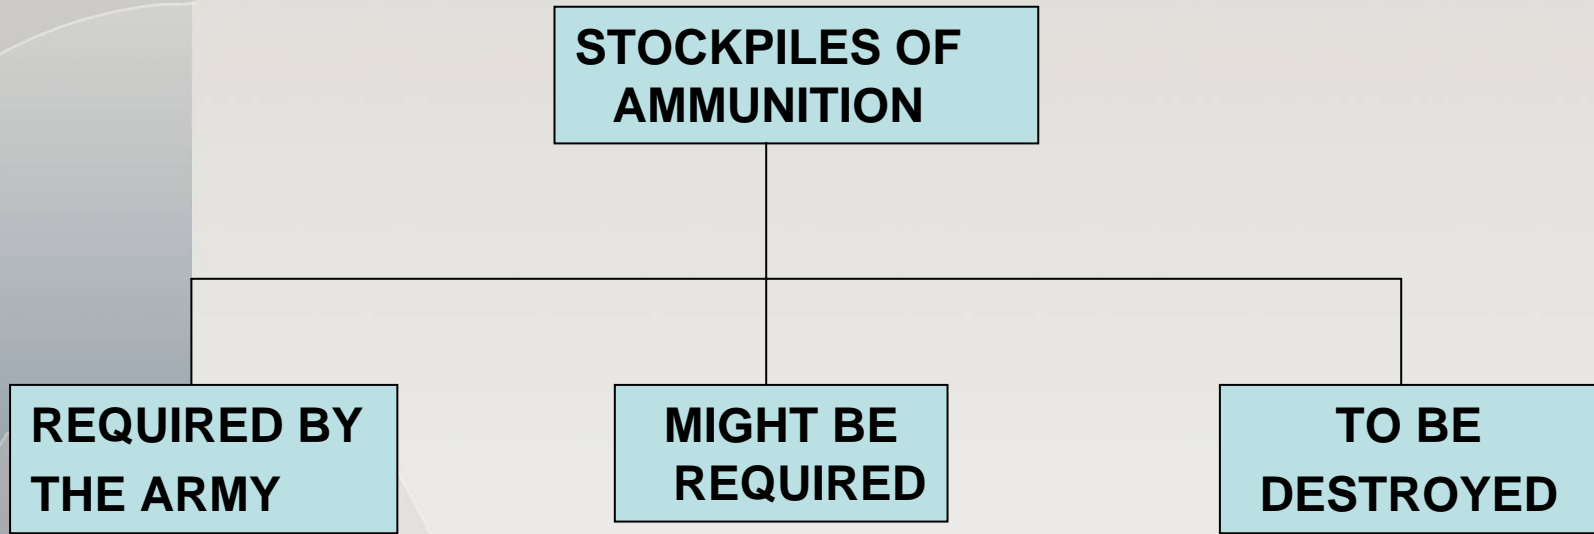 STOCKPILES OF
AMMUNITION
REQUIRED BY
THE ARMY
MIGHT BE
REQUIRED
TO BE
DESTROYED